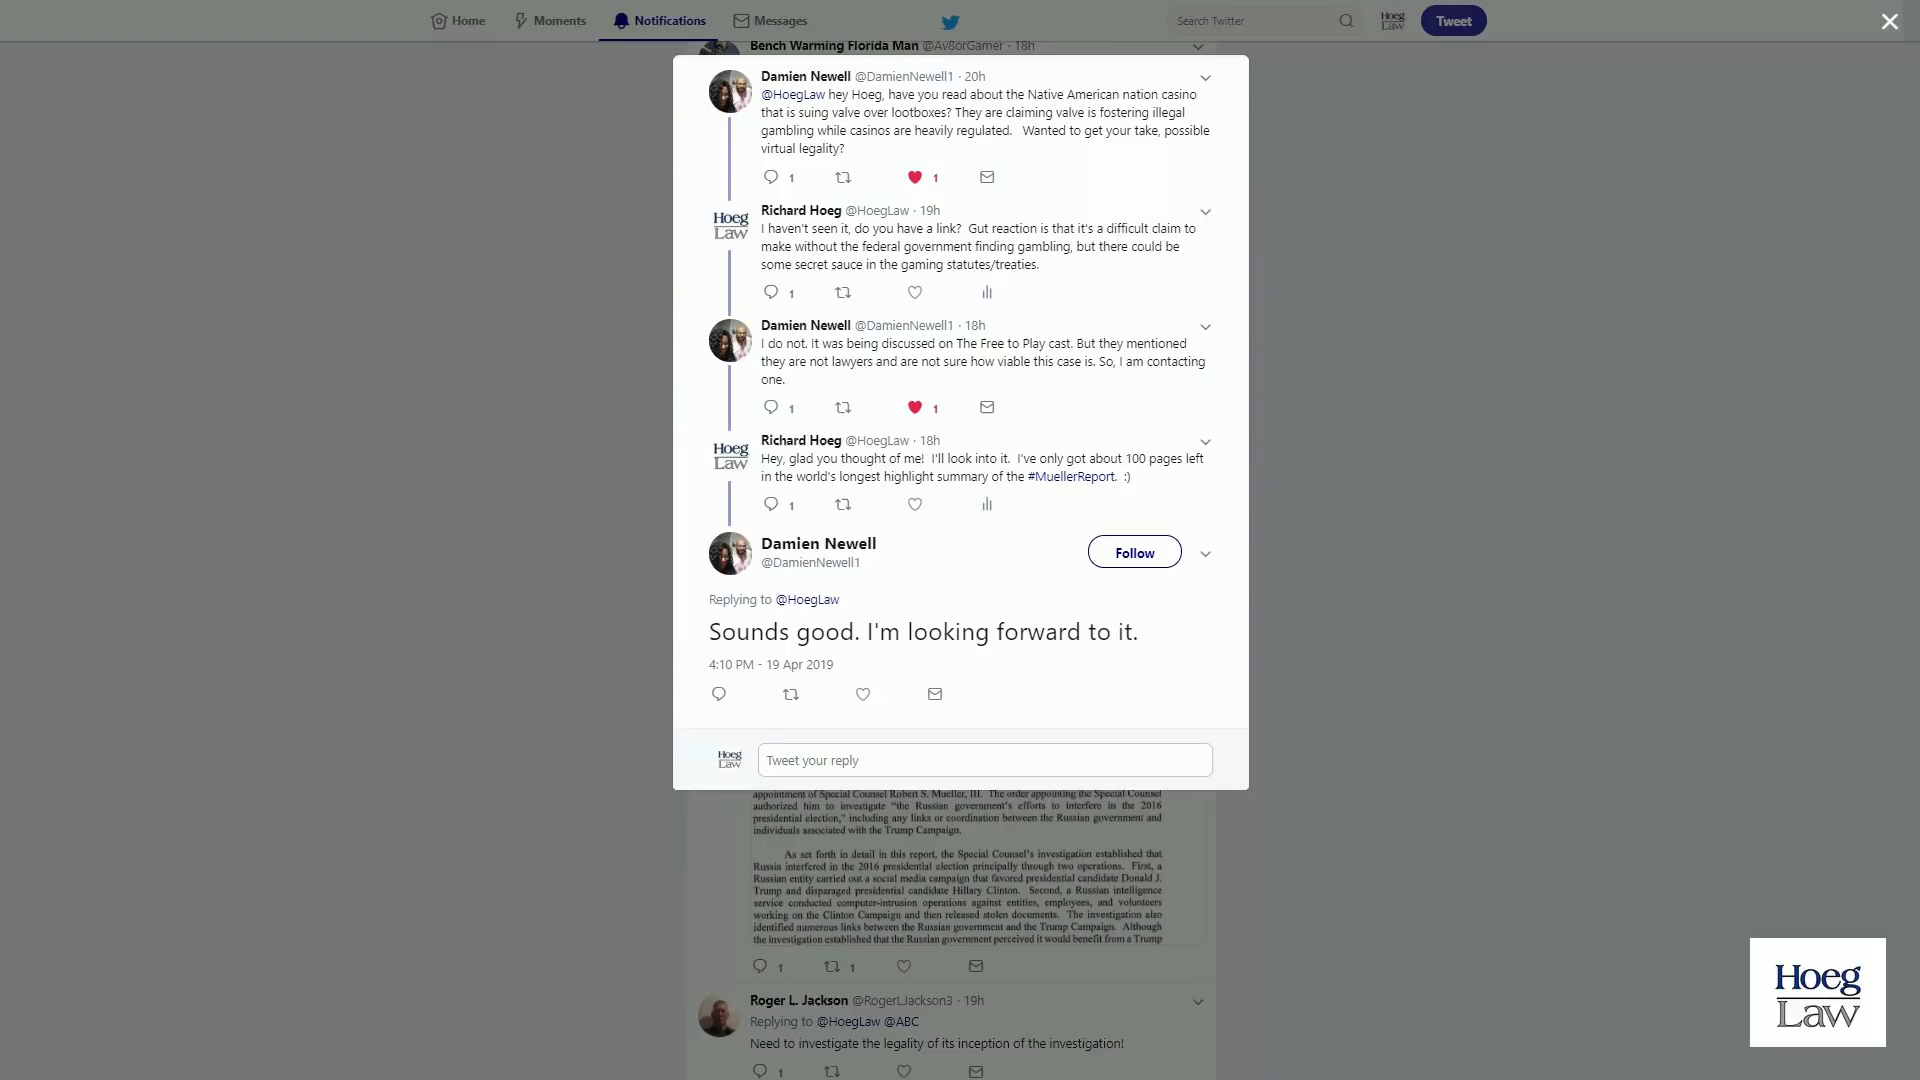 Home Moments Notifications Messages Search Twitter Hoeg Law Tweet
Bench Warming Florida Man @Av8orGamer · 18h
Damien Newell @DamienNewell1 · 20h
@HoegLaw hey Hoeg, have you read about the Native American nation casino
that is suing valve over lootboxes? They are claiming valve is fostering illegal
gambling while casinos are heavily regulated. Wanted to get your take, possible
virtual legality?
1 1
Hoeg
Law
Richard Hoeg @HoegLaw · 19h
I haven't seen it, do you have a link? Gut reaction is that it's a difficult claim to
make without the federal government finding gambling, but there could be
some secret sauce in the gaming statutes/treaties.
1
Damien Newell @DamienNewell1 · 18h
I do not. It was being discussed on The Free to Play cast. But they mentioned
they are not lawyers and are not sure how viable this case is. So, I am contacting
one.
1 1
Hoeg
Law
Richard Hoeg @HoegLaw · 18h
Hey, glad you thought of me! I'll look into it. I've only got about 100 pages left
in the world's longest highlight summary of the #MuellerReport. :)
1
Damien Newell
@DamienNewell1
Follow
Replying to @HoegLaw
Sounds good. I'm looking forward to it.
4:10 PM - 19 Apr 2019
Hoeg
Law
Tweet your reply
appointment of Special Counsel Robert S. Mueller, III. The order appointing the Special Counsel
authorized him to investigate "the Russian government's efforts to interfere in the 2016
presidential election," including any links or coordination between the Russian government and
individuals associated with the Trump Campaign.
As set forth in detail in this report, the Special Counsel's investigation established that
Russia interfered in the 2016 presidential election principally through two operations. First, a
Russian entity carried out a social media campaign that favored presidential candidate Donald J.
Trump and disparaged presidential candidate Hillary Clinton. Second, a Russian intelligence
service conducted computer-intrusion operations against entities, employees, and volunteers
working on the Clinton Campaign and then released stolen documents. The investigation also
identified numerous links between the Russian government and the Trump Campaign. Although
the investigation established that the Russian government perceived it would benefit from a Trump
1 1
Roger L. Jackson @RogerLJackson3 · 19h
Replying to @HoegLaw @ABC
Need to investigate the legality of its inception of the investigation!
1
Hoeg
Law